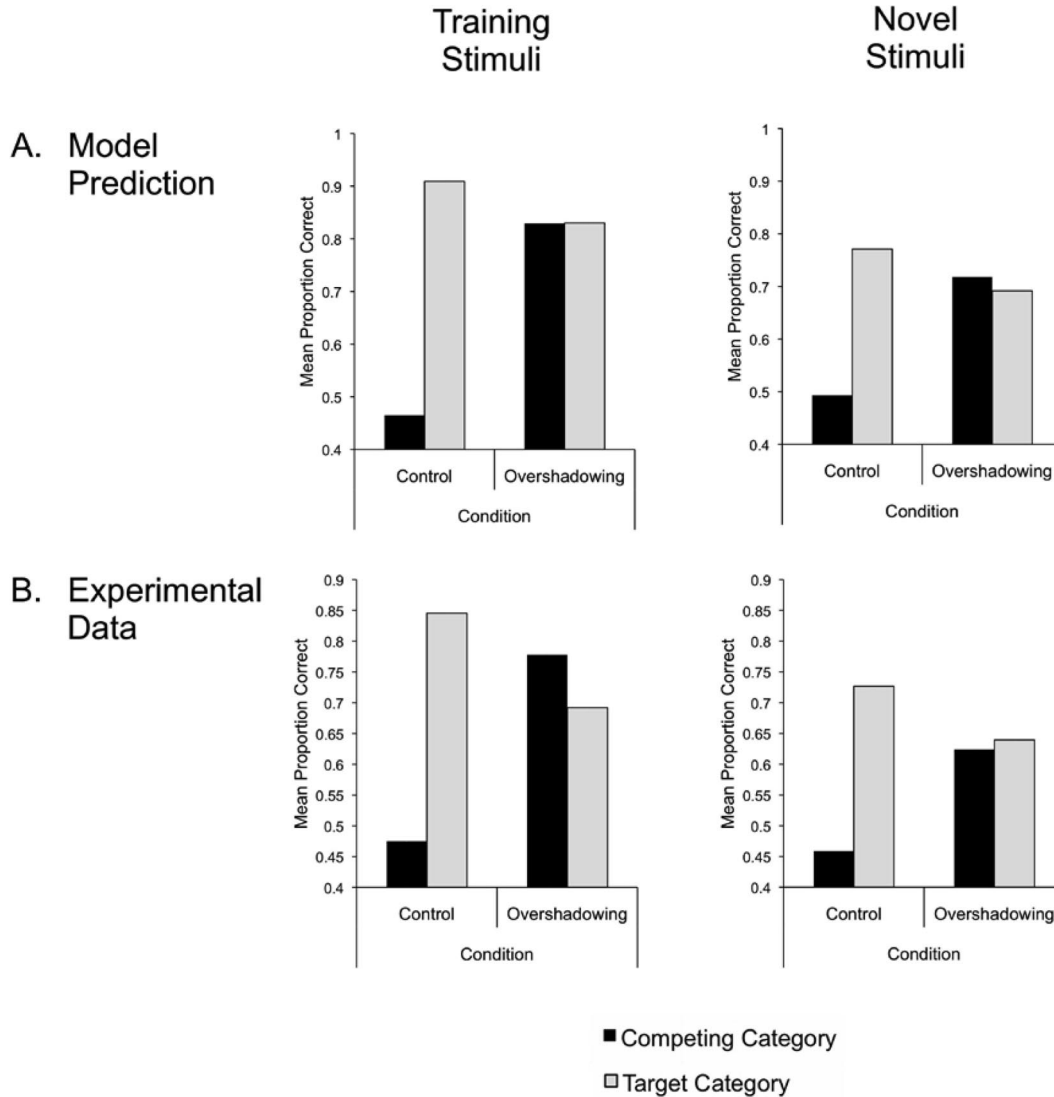 Training
Stimuli
Novel
Stimuli
A. Model
Prediction
Mean Proportion Correct
1
0.9
0.8
0.7
0.6
0.5
0.4
Control
Overshadowing
Condition
Mean Proportion Correct
1
0.9
0.8
0.7
0.6
0.5
0.4
Control
Overshadowing
Condition
B. Experimental
Data
Mean Proportion Correct
0.9
0.85
0.8
0.75
0.7
0.65
0.6
0.55
0.5
0.45
0.4
Control
Overshadowing
Condition
Mean Proportion Correct
0.9
0.85
0.8
0.75
0.7
0.65
0.6
0.55
0.5
0.45
0.4
Control
Overshadowing
Condition
Competing Category
Target Category